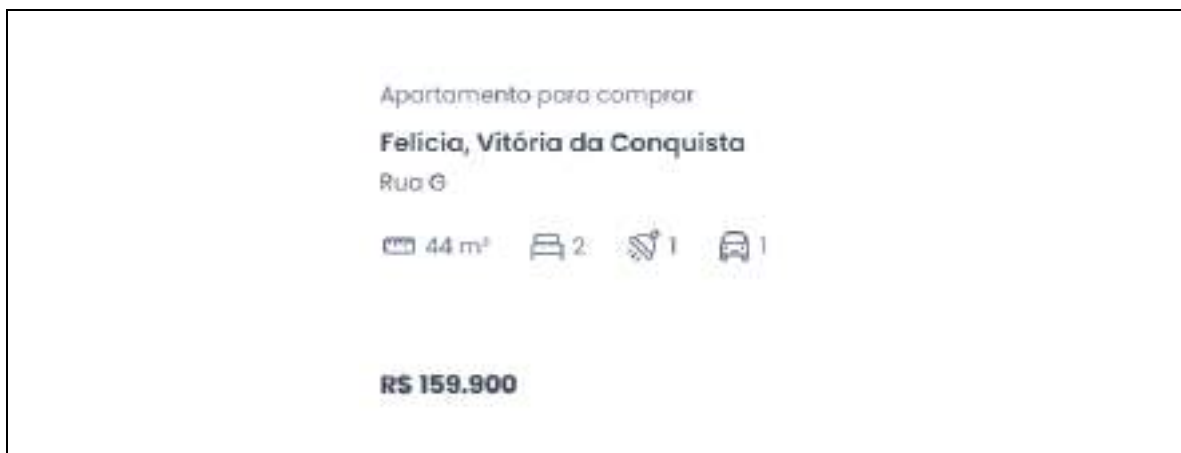 Apartamento para comprar
Felícia, Vitória da Conquista
Rua G
44 m² 2 1 1
R$ 159.900